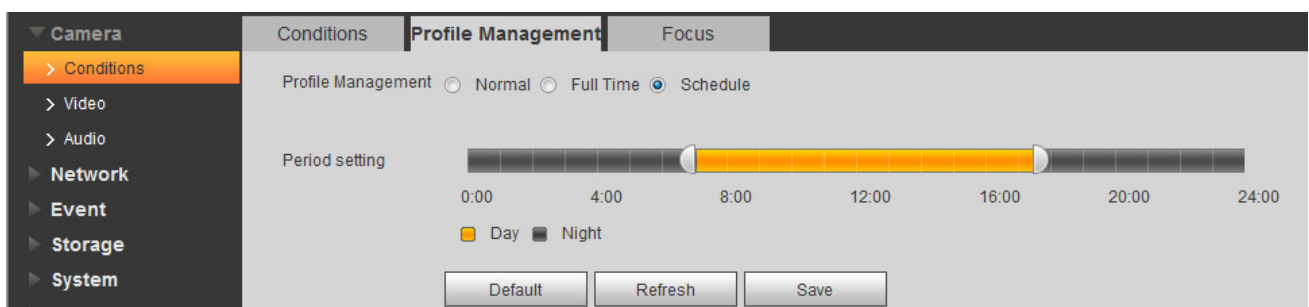 Camera
Conditions
Video
Audio
Network
Event
Storage
System
Conditions Profile Management Focus
Profile Management Normal Full Time Schedule
Period setting
0:00 4:00 8:00 12:00 16:00 20:00 24:00
Day Night
Default Refresh Save